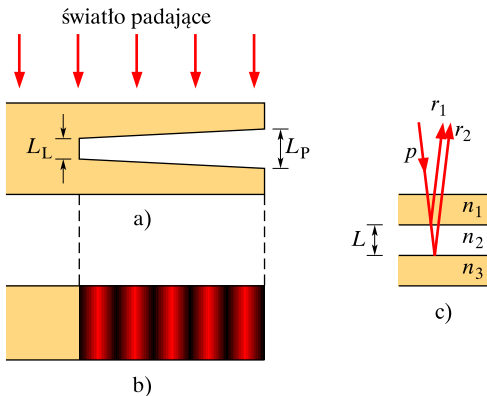 światło padające
L_L
L_P
a)
b)
r_1
r_2
p
n_1
L
n_2
n_3
c)